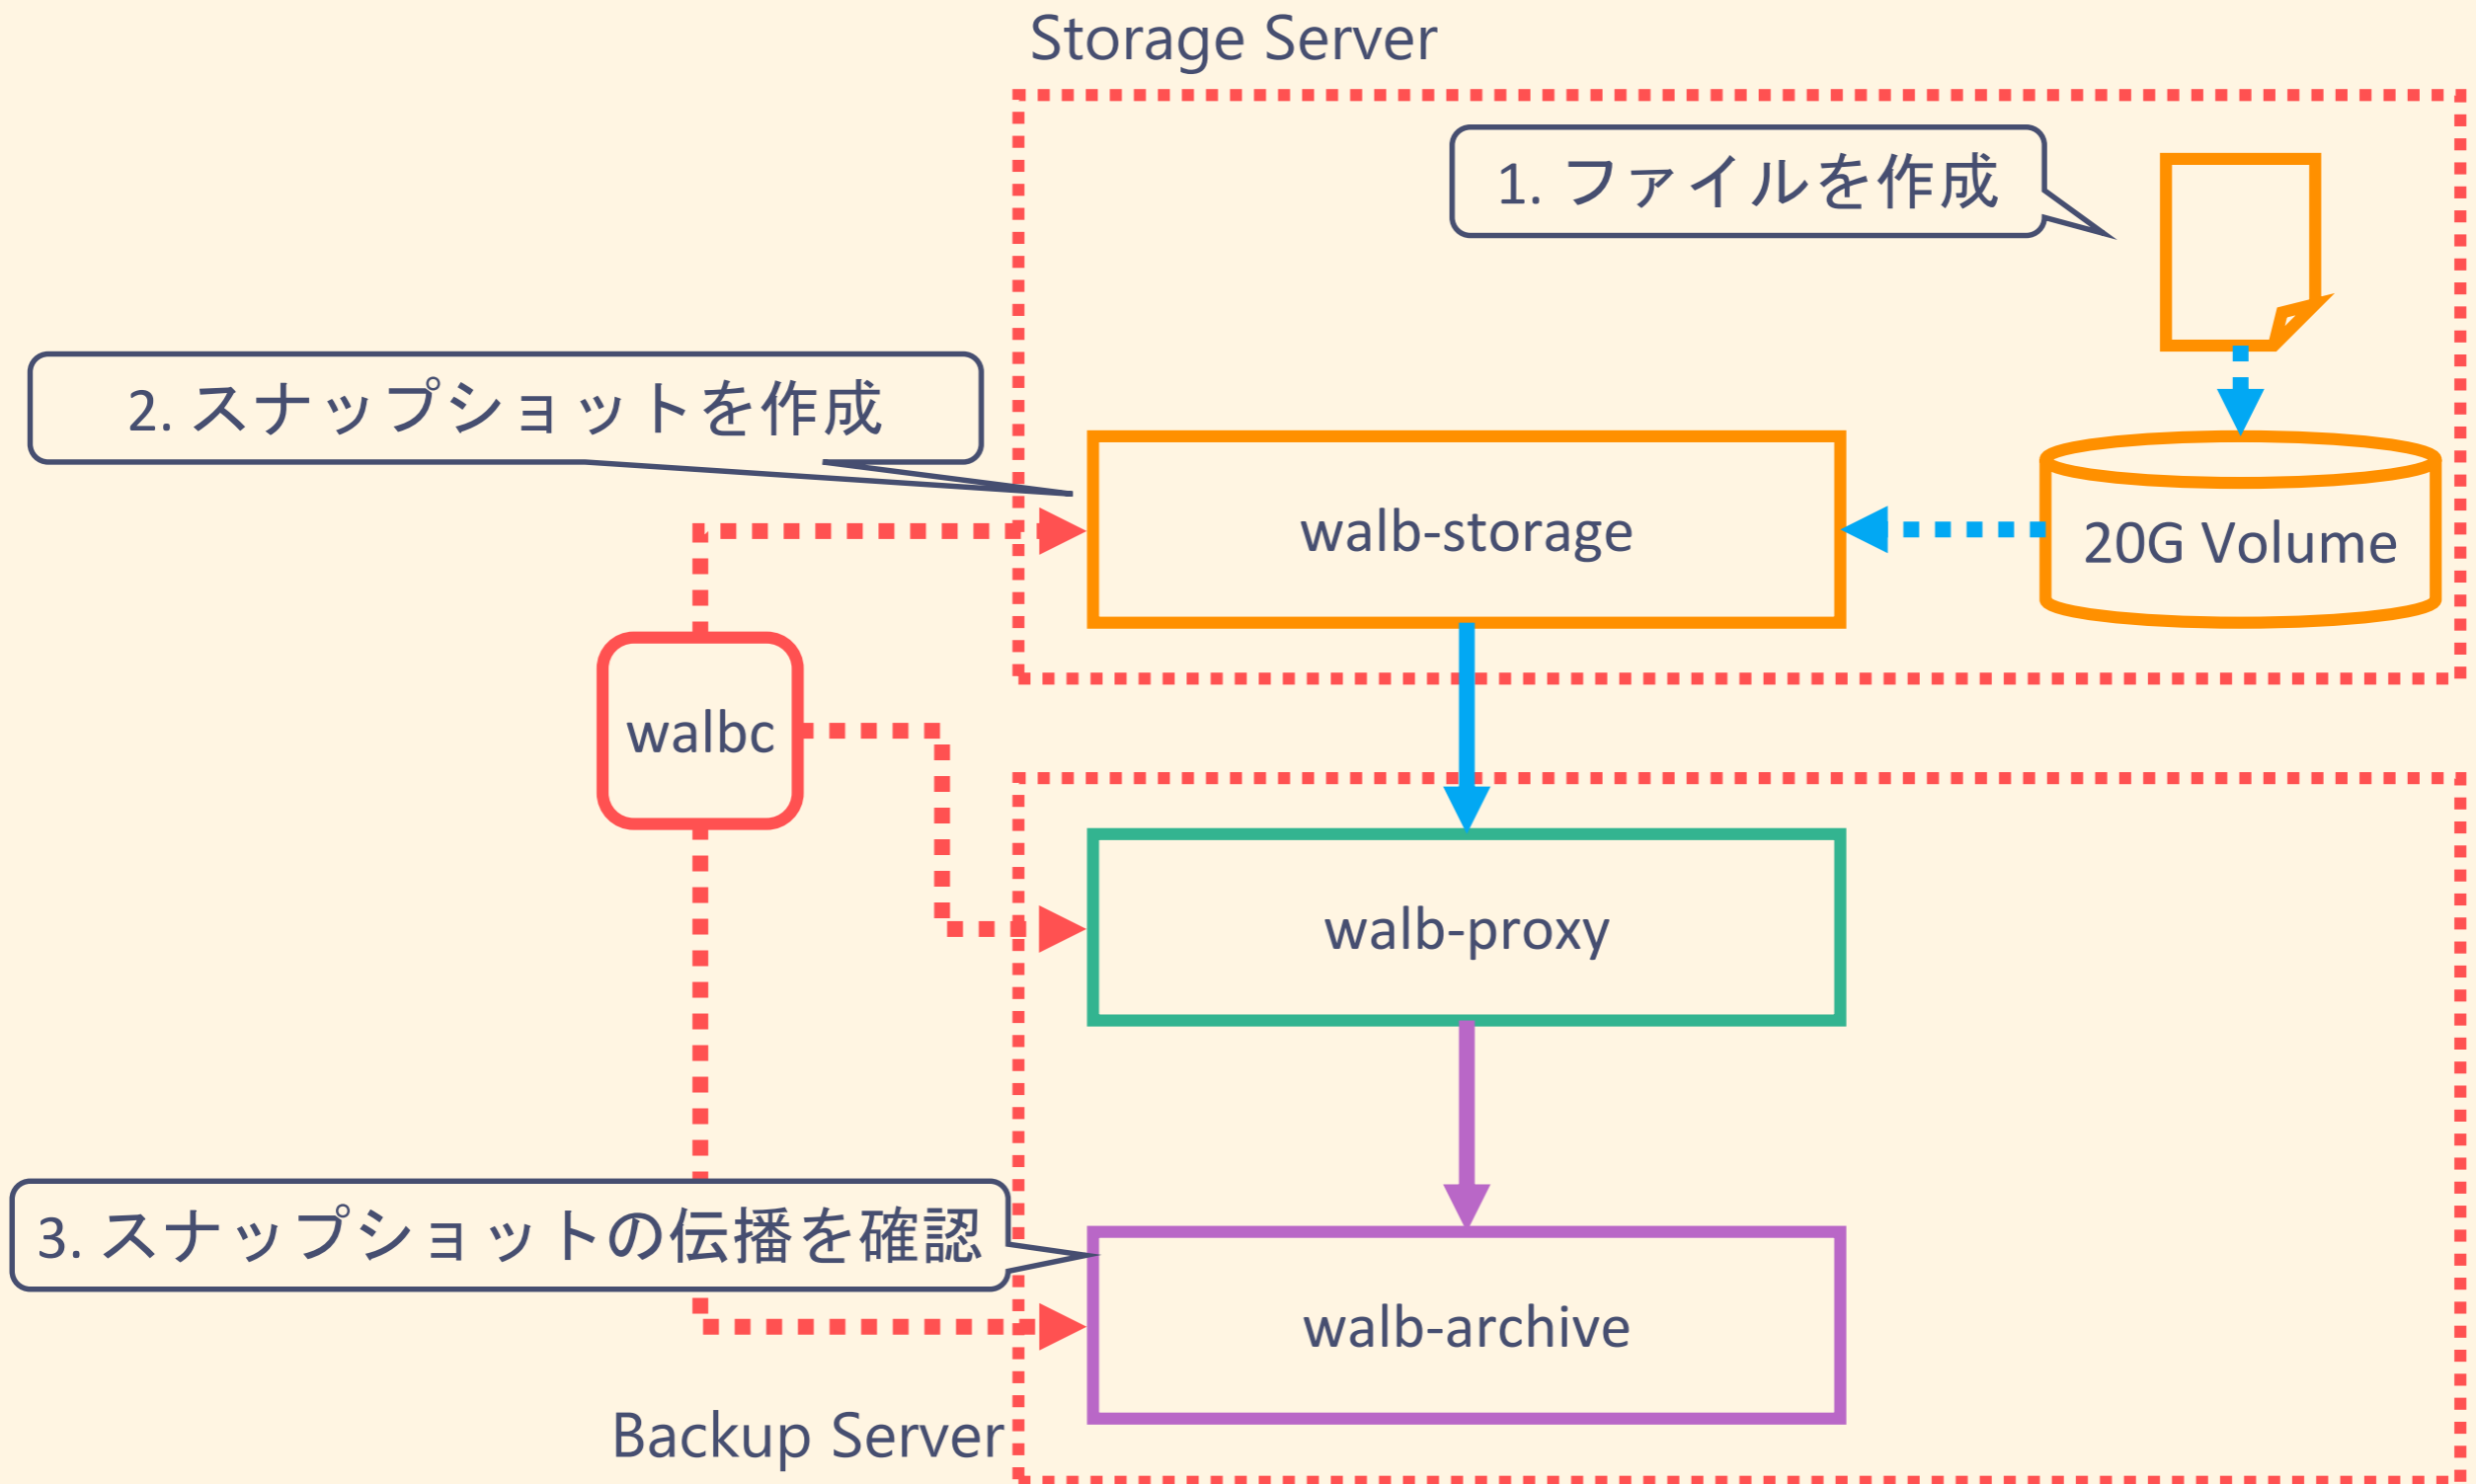 Storage Server
1. ファイルを作成
2. スナップショットを作成
walb-storage
20G Volume
walbc
walb-proxy
3. スナップショットの伝播を確認
walb-archive
Backup Server